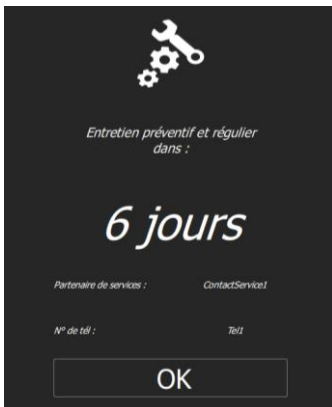 Entretien préventif et régulier
dans :
6 jours
Partenaire de services : ContactService1
N° de tél : Tel1
OK